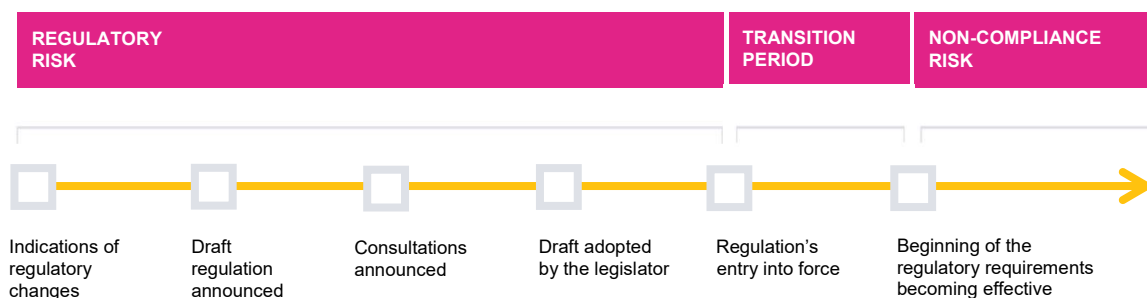 REGULATORY
RISK
TRANSITION
PERIOD
NON-COMPLIANCE
RISK
Indications of
regulatory
changes
Draft
regulation
announced
Consultations
announced
Draft adopted
by the legislator
Regulation's
entry into force
Beginning of the
regulatory requirements
becoming effective